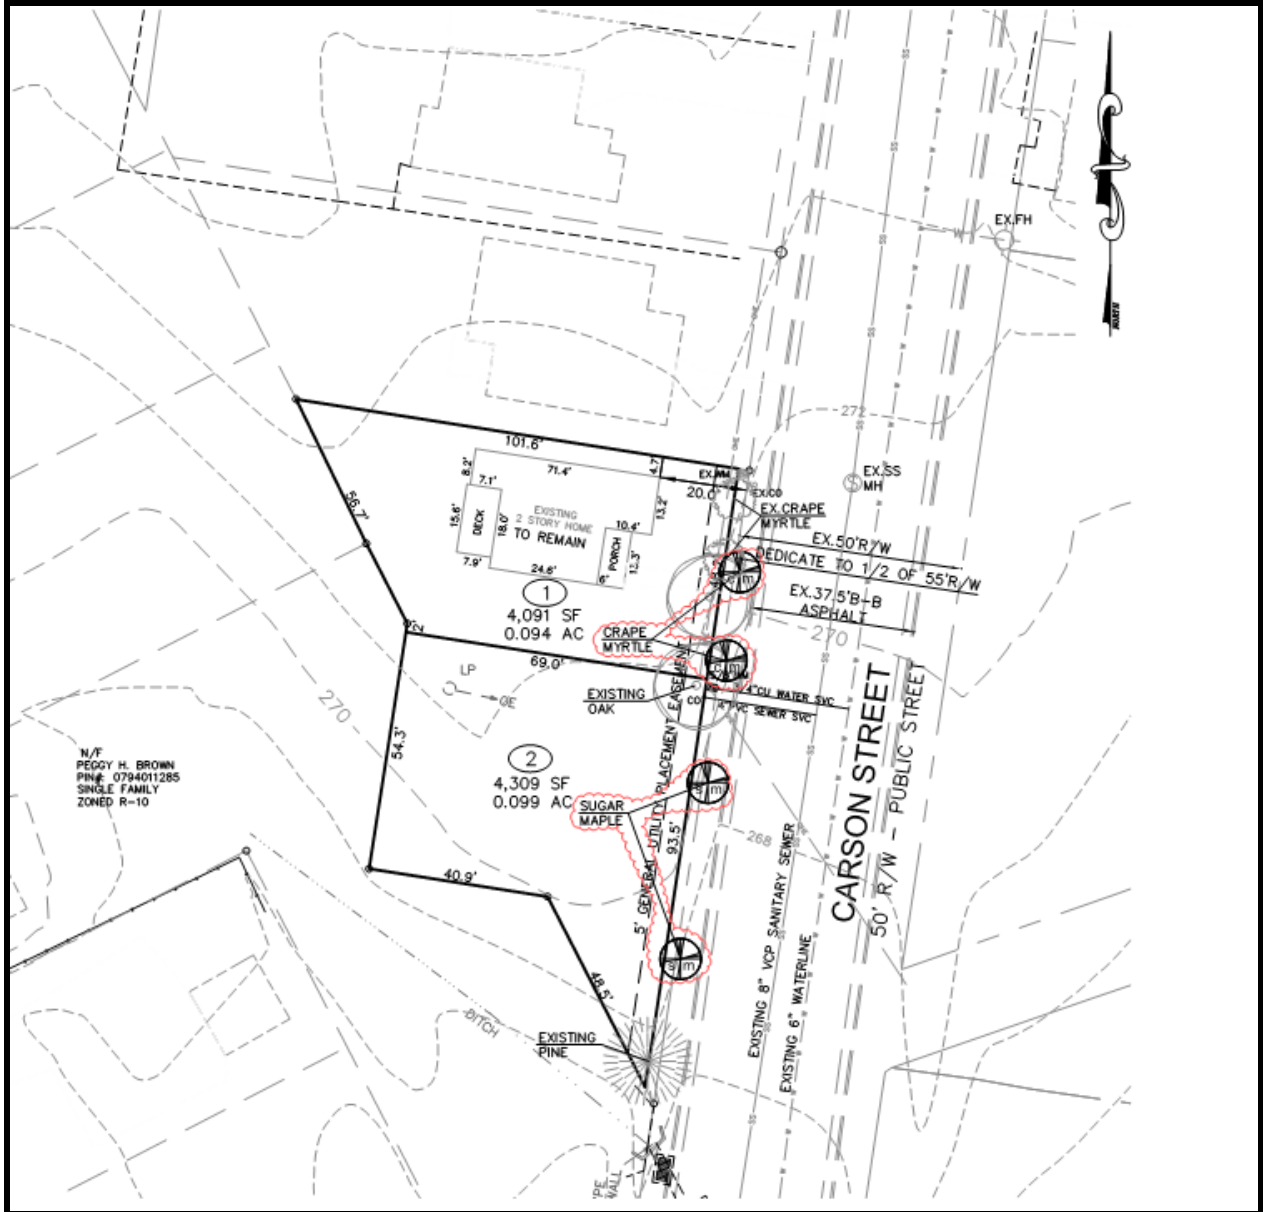 EX.FH
NORTH
272
EX.SS
MH
101.6'
71.4'
4.7'
8.2'
7.1'
EX.WM
20.0'
EX.CO
EX.CRAPE
MYRTLE
EX.50'R/W
DEDICATE TO 1/2 OF 55'R/W
EX.37.5'B-B
ASPHALT
56.7'
15.6'
DECK
18.0'
EXISTING
2 STORY HOME
TO REMAIN
13.2'
10.4'
PORCH
13.3'
7.9'
24.6'
6'
1
4,091 SF
0.094 AC
CRAPE
MYRTLE
c m
270
69.0'
LP
OE
EXISTING
OAK
CO
4"CU WATER SVC
SEWER SVC
270
54.3'
2
4,309 SF
0.099 AC
SUGAR
MAPLE
s m
268
5' GENERAL UTILITY PLACEMENT EASEMENT
93.5'
CARSON STREET
50' R/W - PUBLIC STREET
N/F
PEGGY H. BROWN
PIN#: 0794011285
SINGLE FAMILY
ZONED R-10
40.9'
48.5'
s m
DITCH
EXISTING
PINE
EXISTING 8" VCP SANITARY SEWER
EXISTING 6" WATERLINE
WALL